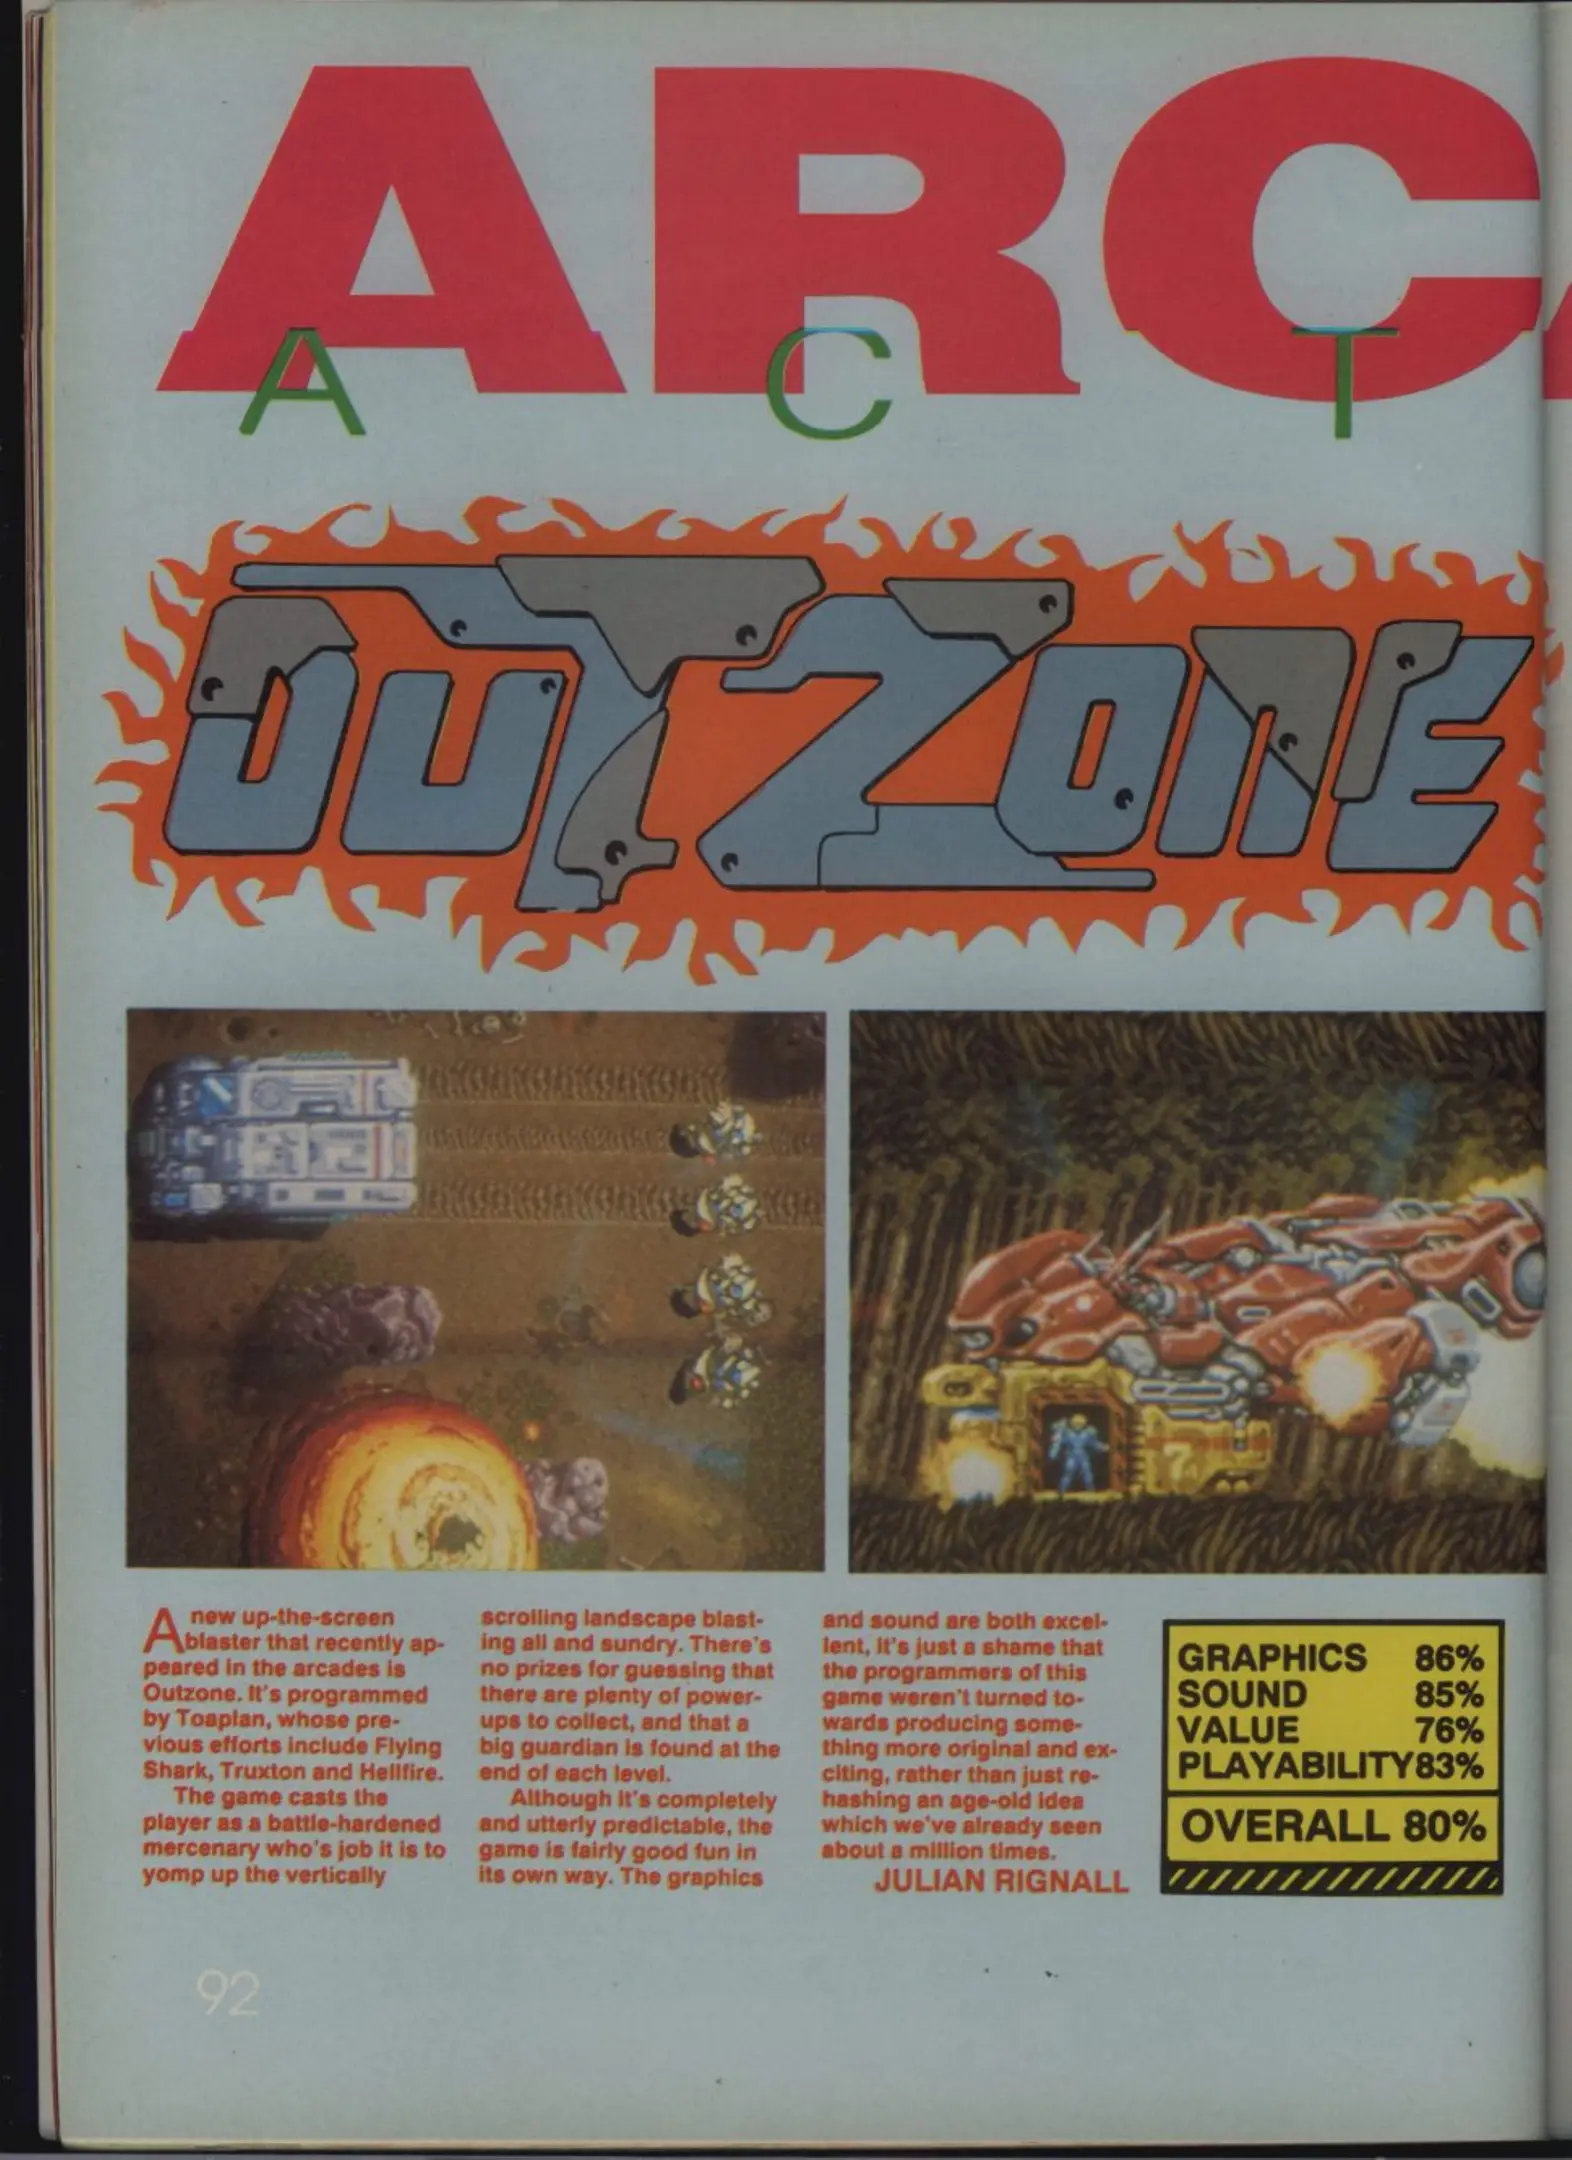 ARCA
A C T
OUTZONE
A new up-the-screen
blaster that recently ap-
peared in the arcades is
Outzone. It's programmed
by Toaplan, whose pre-
vious efforts include Flying
Shark, Truxton and Hellfire.
The game casts the
player as a battle-hardened
mercenary who's job it is to
yomp up the vertically
scrolling landscape blast-
ing all and sundry. There's
no prizes for guessing that
there are plenty of power-
ups to collect, and that a
big guardian is found at the
end of each level.
Although it's completely
and utterly predictable, the
game is fairly good fun in
its own way. The graphics
and sound are both excel-
lent, it's just a shame that
the programmers of this
game weren't turned to-
wards producing some-
thing more original and ex-
citing, rather than just re-
hashing an age-old idea
which we've already seen
about a million times.
JULIAN RIGNALL
GRAPHICS 86%
SOUND 85%
VALUE 76%
PLAYABILITY 83%
OVERALL 80%
7
92